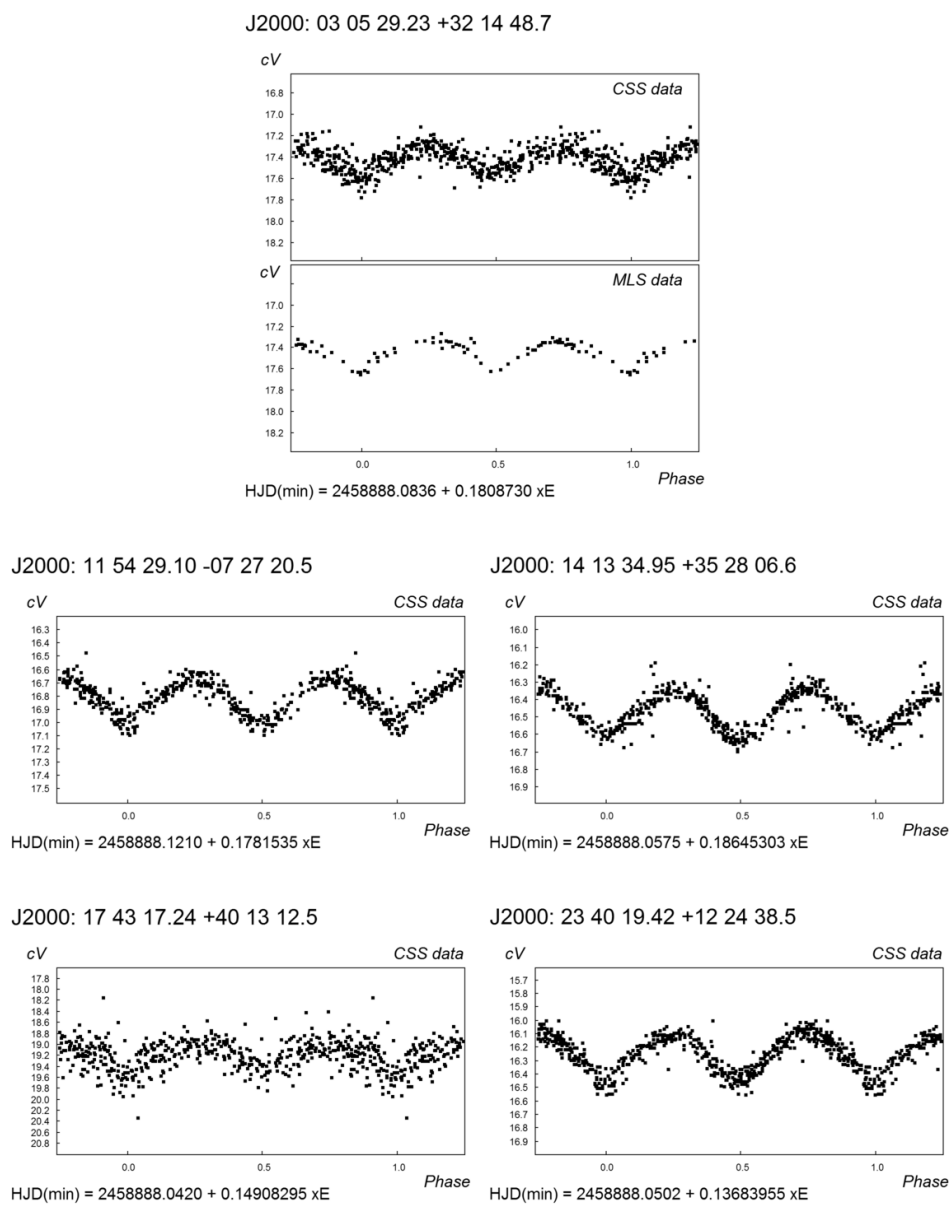 J2000: 03 05 29.23 +32 14 48.7
cV
CSS data
16.8
17.0
17.2
17.4
17.6
17.8
18.0
18.2
cV
MLS data
17.0
17.2
17.4
17.6
17.8
18.0
18.2
0.0 0.5 1.0
Phase
HJD(min) = 2458888.0836 + 0.1808730 xE
J2000: 11 54 29.10 -07 27 20.5
cV CSS data
16.3
16.4
16.5
16.6
16.7
16.8
16.9
17.0
17.1
17.2
17.3
17.4
17.5
0.0 0.5 1.0
Phase
HJD(min) = 2458888.1210 + 0.1781535 xE
J2000: 14 13 34.95 +35 28 06.6
cV CSS data
16.0
16.1
16.2
16.3
16.4
16.5
16.6
16.7
16.8
16.9
0.0 0.5 1.0
Phase
HJD(min) = 2458888.0575 + 0.18645303 xE
J2000: 17 43 17.24 +40 13 12.5
cV CSS data
17.8
18.0
18.2
18.4
18.6
18.8
19.0
19.2
19.4
19.6
19.8
20.0
20.2
20.4
20.6
20.8
0.0 0.5 1.0
Phase
HJD(min) = 2458888.0420 + 0.14908295 xE
J2000: 23 40 19.42 +12 24 38.5
cV CSS data
15.7
15.8
15.9
16.0
16.1
16.2
16.3
16.4
16.5
16.6
16.7
16.8
16.9
0.0 0.5 1.0
Phase
HJD(min) = 2458888.0502 + 0.13683955 xE